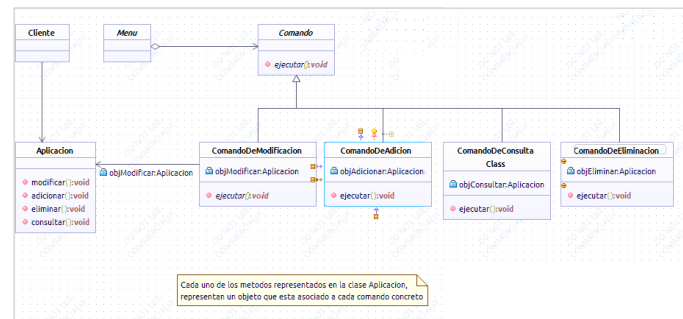 Cliente
Menu
Comando
ejecutar():void
Aplicacion
modificar():void
adicionar():void
eliminar():void
consultar():void
objModificar:Aplicacion
ComandoDeModificacion
objModificar:Aplicacion
ejecutar():void
ComandoDeAdicion
objAdicionar:Aplicacion
ejecutar():void
ComandoDeConsulta
Class
objConsultar:Aplicacion
ejecutar():void
ComandoDeEliminacion
objEliminar:Aplicacion
ejecutar():void
Cada uno de los metodos representados en la clase Aplicacion,
representan un objeto que esta asociado a cada comando concreto